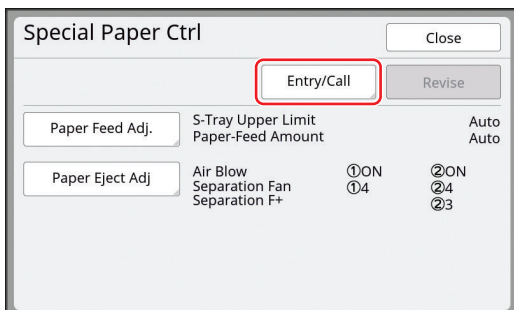 Special Paper Ctrl Close
Entry/Call Revise
Paper Feed Adj. S-Tray Upper Limit Auto
Paper-Feed Amount Auto
Paper Eject Adj Air Blow ①ON ②ON
Separation Fan ①4 ②4
Separation F+ ②3